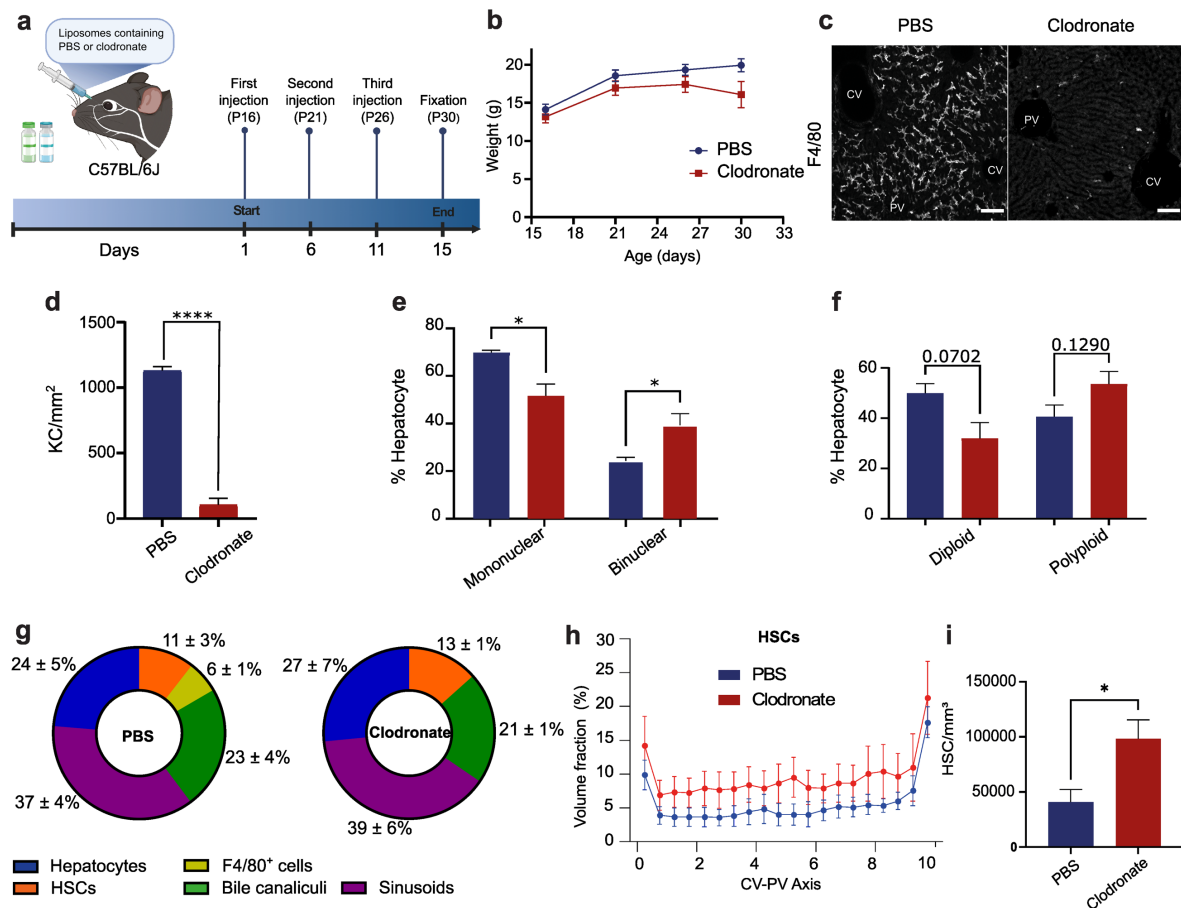 a
Liposomes containing
PBS or clodronate
C57BL/6J
First
injection
(P16)
Second
injection
(P21)
Third
injection
(P26)
Fixation
(P30)
Start
End
Days
1
6
11
15
b
Weight (g)
20
15
10
5
0
15
18
21
24
27
30
33
Age (days)
PBS
Clodronate
c
PBS
Clodronate
F4/80
CV
CV
PV
PV
CV
d
KC/mm²
1500
1000
500
0
****
PBS
Clodronate
e
% Hepatocyte
80
60
40
20
0
*
*
Mononuclear
Binuclear
f
% Hepatocyte
60
40
20
0
0.0702
0.1290
Diploid
Polyploid
g
11 ± 3%
6 ± 1%
23 ± 4%
37 ± 4%
24 ± 5%
PBS
13 ± 1%
21 ± 1%
39 ± 6%
27 ± 7%
Clodronate
Hepatocytes
F4/80⁺ cells
HSCs
Bile canaliculi
Sinusoids
h
HSCs
PBS
Clodronate
Volume fraction (%)
30
25
20
15
10
5
0
0
2
4
6
8
10
CV-PV Axis
i
HSC/mm³
150000
100000
50000
0
*
PBS
Clodronate